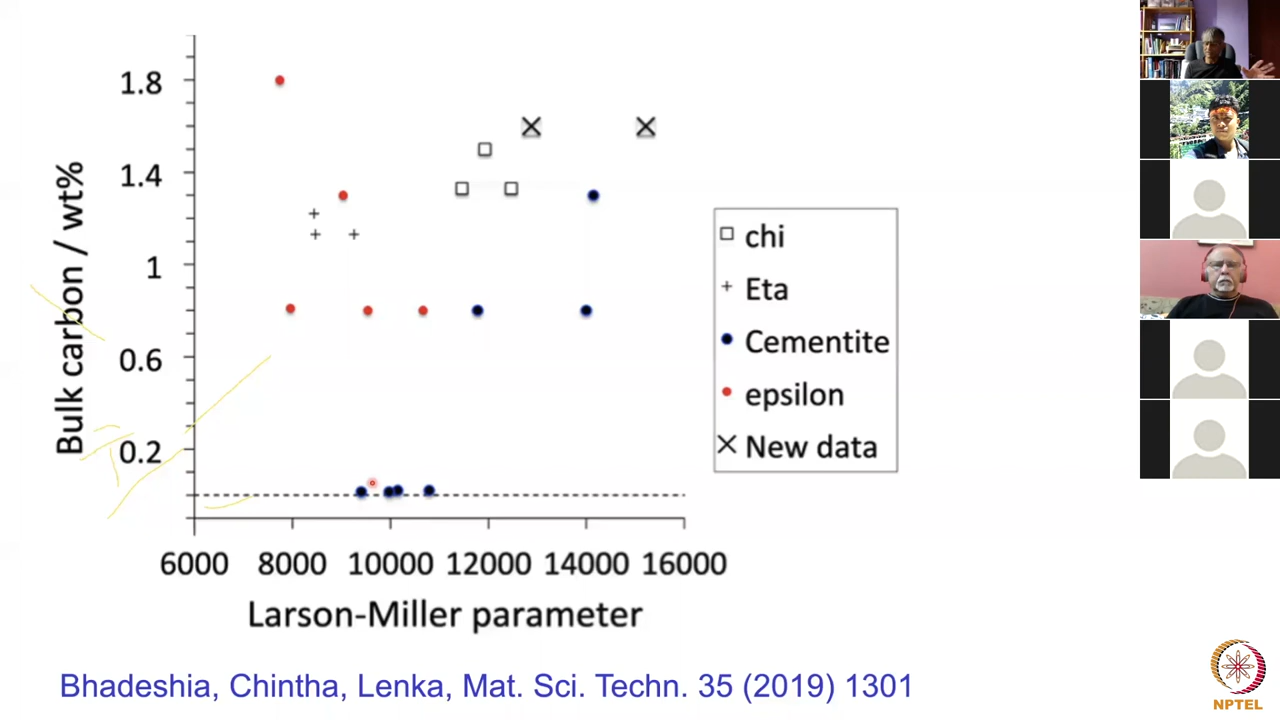 1.8
1.4
1
0.6
0.2
Bulk carbon / wt%
6000 8000 10000 12000 14000 16000
Larson-Miller parameter
chi
Eta
Cementite
epsilon
New data
Bhadeshia, Chintha, Lenka, Mat. Sci. Techn. 35 (2019) 1301
NPTEL